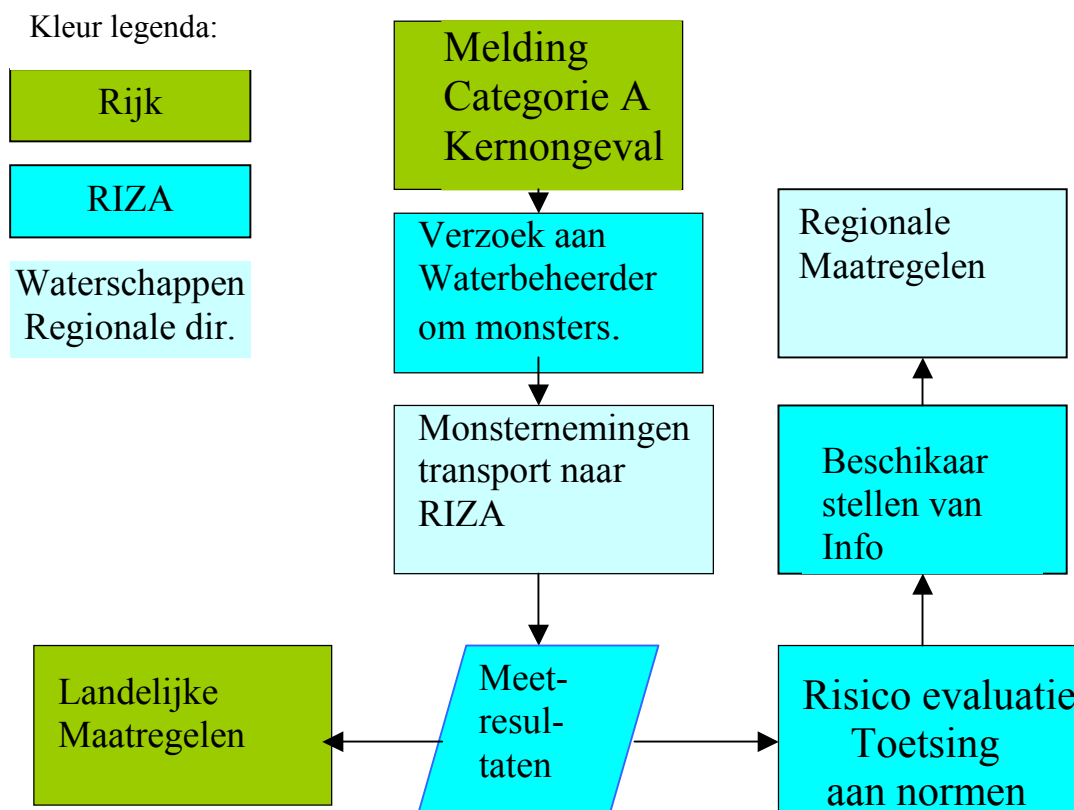 Kleur legenda:
Rijk
RIZA
Waterschappen
Regionale dir.
Melding
Categorie A
Kernongeval
Verzoek aan
Waterbeheerder
om monsters.
Monsternemingen
transport naar
RIZA
Meet-
resul-
taten
Landelijke
Maatregelen
Risico evaluatie
Toetsing
aan normen
Beschikaar
stellen van
Info
Regionale
Maatregelen